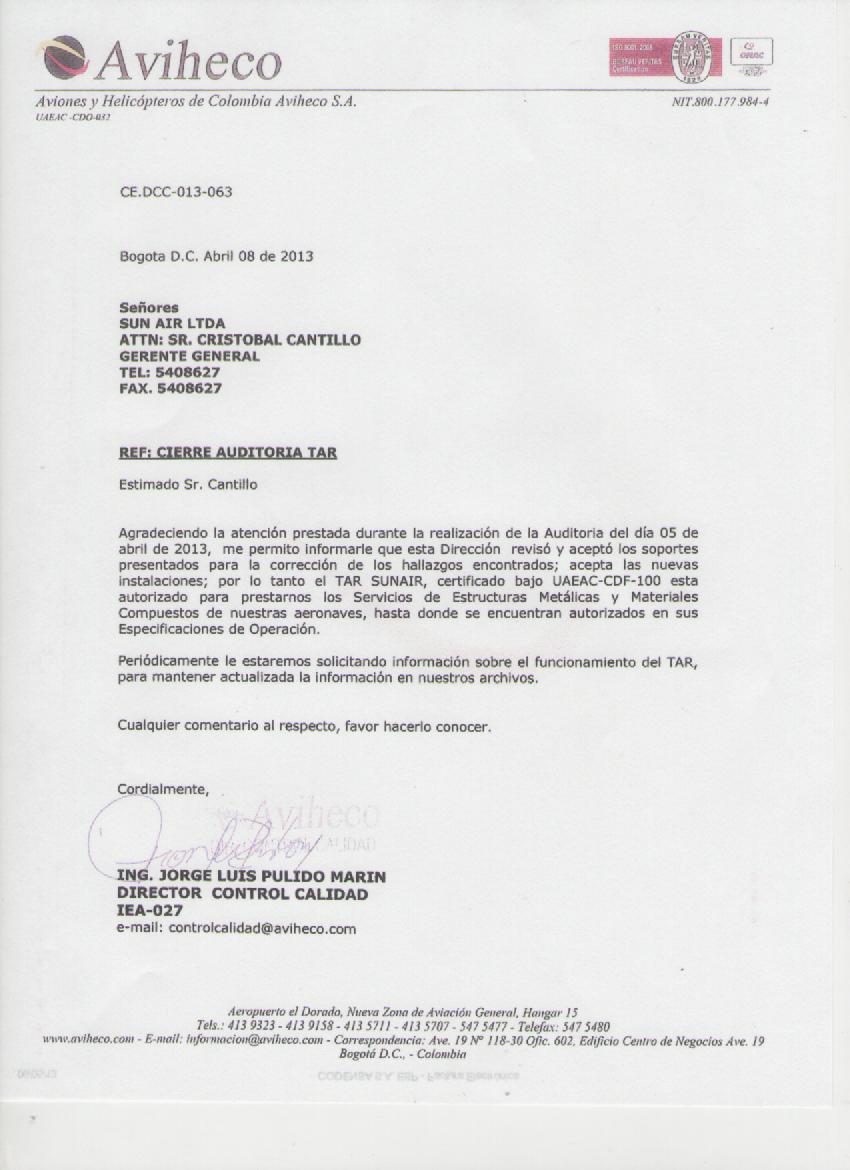 Aviheco
ISO 9001:2008
BUREAU VERITAS
Certification
BUREAU VERITAS
1828
ONAC
Aviones y Helicópteros de Colombia Aviheco S.A.
NIT.800.177.984-4
UAEAC -CDO-032
CE.DCC-013-063
Bogota D.C. Abril 08 de 2013
Señores
SUN AIR LTDA
ATTN: SR. CRISTOBAL CANTILLO
GERENTE GENERAL
TEL: 5408627
FAX. 5408627
REF: CIERRE AUDITORIA TAR
Estimado Sr. Cantillo
Agradeciendo la atención prestada durante la realización de la Auditoria del día 05 de
abril de 2013, me permito informarle que esta Dirección revisó y aceptó los soportes
presentados para la corrección de los hallazgos encontrados; acepta las nuevas
instalaciones; por lo tanto el TAR SUNAIR, certificado bajo UAEAC-CDF-100 esta
autorizado para prestarnos los Servicios de Estructuras Metálicas y Materiales
Compuestos de nuestras aeronaves, hasta donde se encuentran autorizados en sus
Especificaciones de Operación.
Periódicamente le estaremos solicitando información sobre el funcionamiento del TAR,
para mantener actualizada la información en nuestros archivos.
Cualquier comentario al respecto, favor hacerlo conocer.
Cordialmente,
Aviheco
CALIDAD
ING. JORGE LUIS PULIDO MARIN
DIRECTOR CONTROL CALIDAD
IEA-027
e-mail: controlcalidad@aviheco.com
Aeropuerto el Dorado, Nueva Zona de Aviación General, Hangar 15
Tels.: 413 9323 - 413 9158 - 413 5711 - 413 5707 - 547 5477 - Telefax: 547 5480
www.aviheco.com - E-mail: Informacion@aviheco.com - Correspondencia: Ave. 19 Nº 118-30 Ofic. 602, Edificio Centro de Negocios Ave. 19
Bogotá D.C., - Colombia
CODENSA S.A. ESP - Factura Electrónica